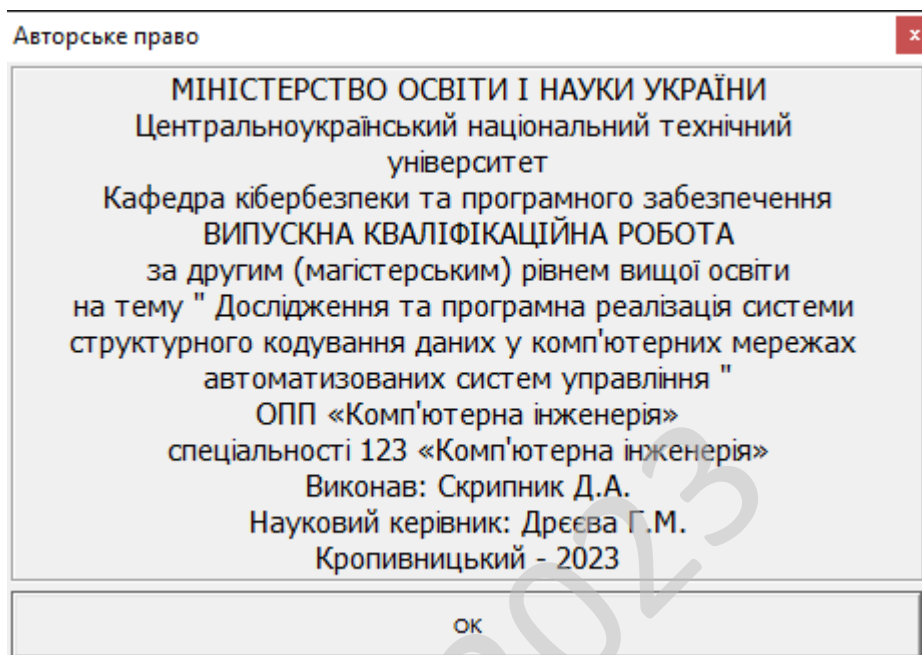 Авторське право
x
МІНІСТЕРСТВО ОСВІТИ І НАУКИ УКРАЇНИ
Центральноукраїнський національний технічний
університет
Кафедра кібербезпеки та програмного забезпечення
ВИПУСКНА КВАЛІФІКАЦІЙНА РОБОТА
за другим (магістерським) рівнем вищої освіти
на тему " Дослідження та програмна реалізація системи
структурного кодування даних у комп'ютерних мережах
автоматизованих систем управління "
ОПП «Комп'ютерна інженерія»
спеціальності 123 «Комп'ютерна інженерія»
Виконав: Скрипник Д.А.
Науковий керівник: Дрєєва Г.М.
Кропивницький - 2023
ОК
2023